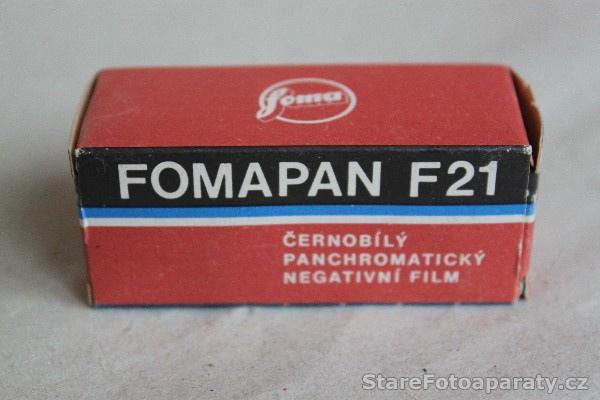 foma
FOMAPAN F21
ČERNOBÍLÝ
PANCHROMATICKÝ
NEGATIVNÍ FILM
StareFotoaparaty.cz